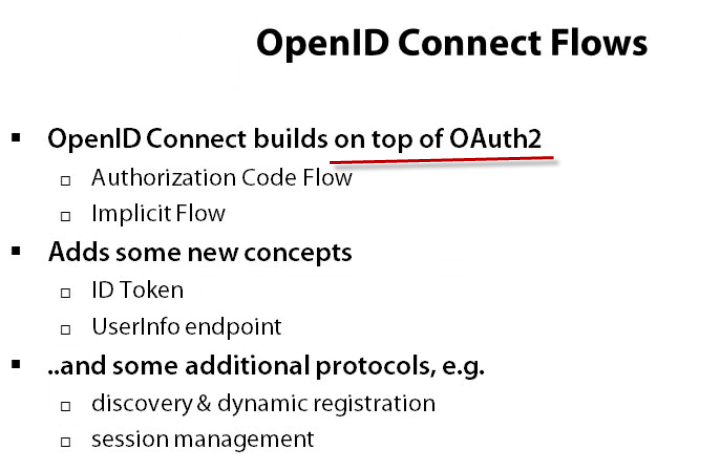 OpenID Connect Flows
▪ OpenID Connect builds on top of OAuth2
▫ Authorization Code Flow
▫ Implicit Flow
▪ Adds some new concepts
▫ ID Token
▫ UserInfo endpoint
▪ ..and some additional protocols, e.g.
▫ discovery & dynamic registration
▫ session management